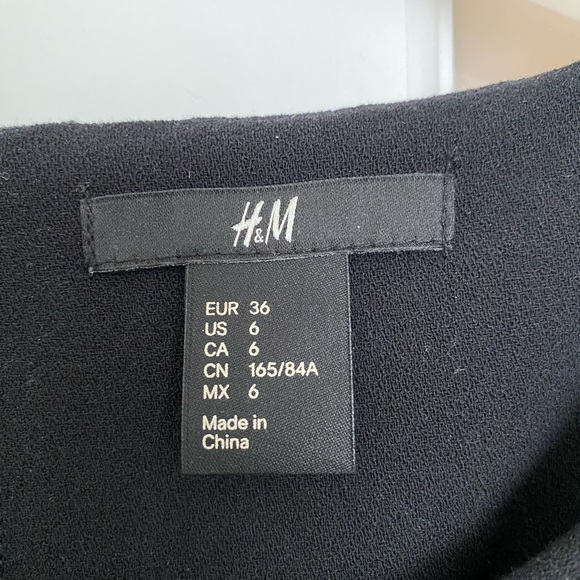 H&M
EUR 36
US 6
CA 6
CN 165/84A
MX 6
Made in
China